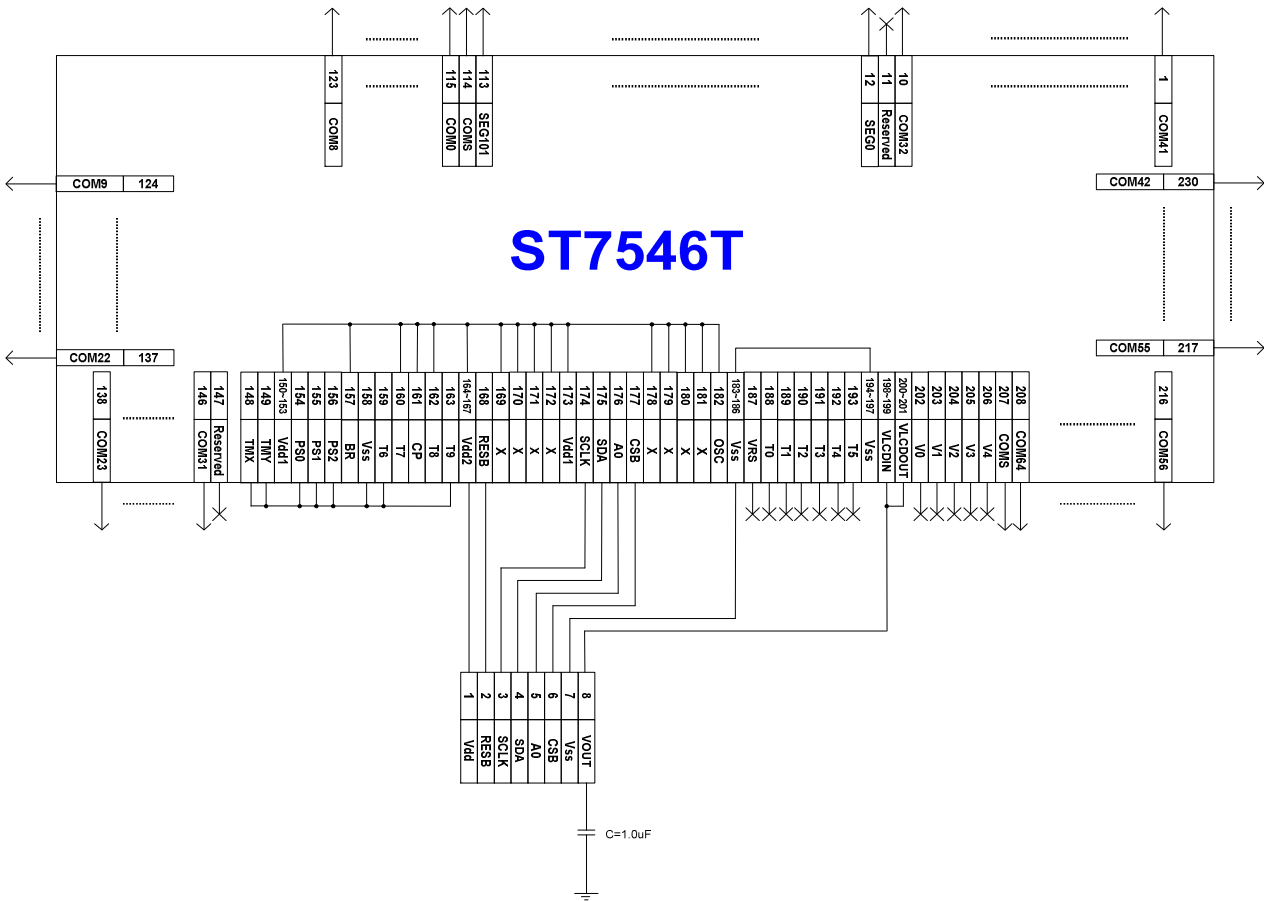 123 COM8
115 COM0
114 COMS
113 SEG101
12 SEG0
11 Reserved
10 COM32
1 COM41
COM9 124
COM42 230
ST7546T
COM22 137
COM55 217
138 COM23
146 COM31
147 Reserved
148 TMX
149 TMY
150~153 Vdd1
154 PS0
155 PS1
156 PS2
157 BR
158 Vss
159 T6
160 T7
161 CP
162 T8
163 T9
164~167 Vdd2
168 RESB
169 X
170 X
171 X
172 X
173 Vdd1
174 SCLK
175 SDA
176 A0
177 CSB
178 X
179 X
180 X
181 X
182 OSC
183~186 Vss
187 VRS
188 T0
189 T1
190 T2
191 T3
192 T4
193 T5
194~197 Vss
198~199 VLCDIN
200~201 VLCDOUT
202 V0
203 V1
204 V2
205 V3
206 V4
207 COMS
208 COM64
216 COM56
1 Vdd
2 RESB
3 SCLK
4 SDA
5 A0
6 CSB
7 Vss
8 VOUT
C=1.0uF